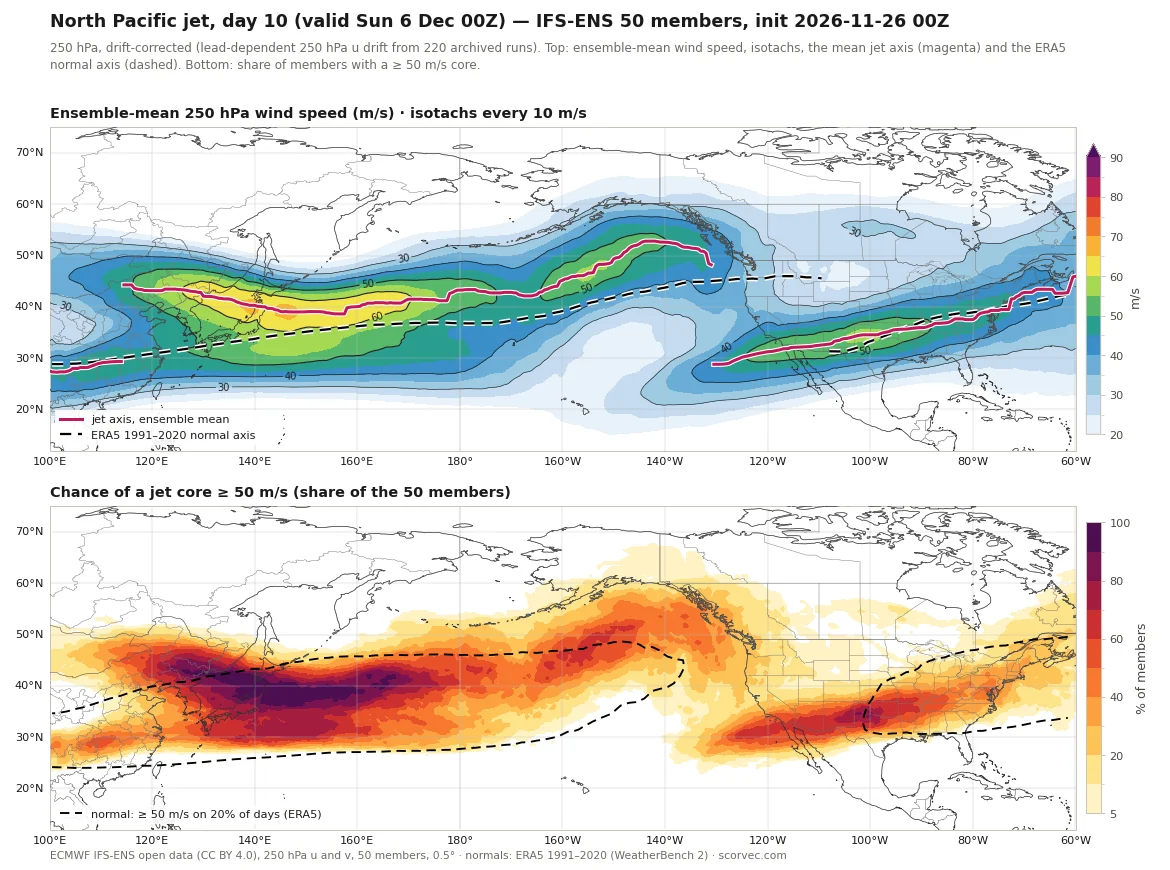 North Pacific jet, day 10 (valid Sun 6 Dec 00Z) — IFS-ENS 50 members, init 2026-11-26 00Z
250 hPa, drift-corrected (lead-dependent 250 hPa u drift from 220 archived runs). Top: ensemble-mean wind speed, isotachs, the mean jet axis (magenta) and the ERA5
normal axis (dashed). Bottom: share of members with a ≥ 50 m/s core.
Ensemble-mean 250 hPa wind speed (m/s) · isotachs every 10 m/s
70°N
60°N
50°N
40°N
30°N
20°N
30
30
50
60
50
40
30
40
50
30
jet axis, ensemble mean
ERA5 1991–2020 normal axis
100°E 120°E 140°E 160°E 180° 160°W 140°W 120°W 100°W 80°W 60°W
90
80
70
60
50
40
30
20
m/s
Chance of a jet core ≥ 50 m/s (share of the 50 members)
70°N
60°N
50°N
40°N
30°N
20°N
normal: ≥ 50 m/s on 20% of days (ERA5)
100°E 120°E 140°E 160°E 180° 160°W 140°W 120°W 100°W 80°W 60°W
100
80
60
40
20
5
% of members
ECMWF IFS-ENS open data (CC BY 4.0), 250 hPa u and v, 50 members, 0.5° · normals: ERA5 1991–2020 (WeatherBench 2) · scorvec.com